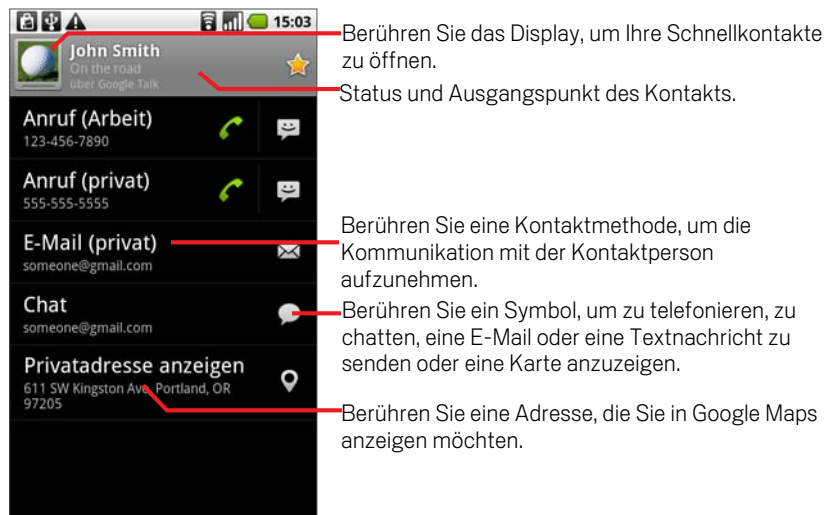 15:03
John Smith
On the road
über Google Talk
Anruf (Arbeit)
123-456-7890
Anruf (privat)
555-555-5555
E-Mail (privat)
someone@gmail.com
Chat
someone@gmail.com
Privatadresse anzeigen
611 SW Kingston Ave, Portland, OR
97205
Berühren Sie das Display, um Ihre Schnellkontakte
zu öffnen.
Status und Ausgangspunkt des Kontakts.
Berühren Sie eine Kontaktmethode, um die
Kommunikation mit der Kontaktperson
aufzunehmen.
Berühren Sie ein Symbol, um zu telefonieren, zu
chatten, eine E-Mail oder eine Textnachricht zu
senden oder eine Karte anzuzeigen.
Berühren Sie eine Adresse, die Sie in Google Maps
anzeigen möchten.